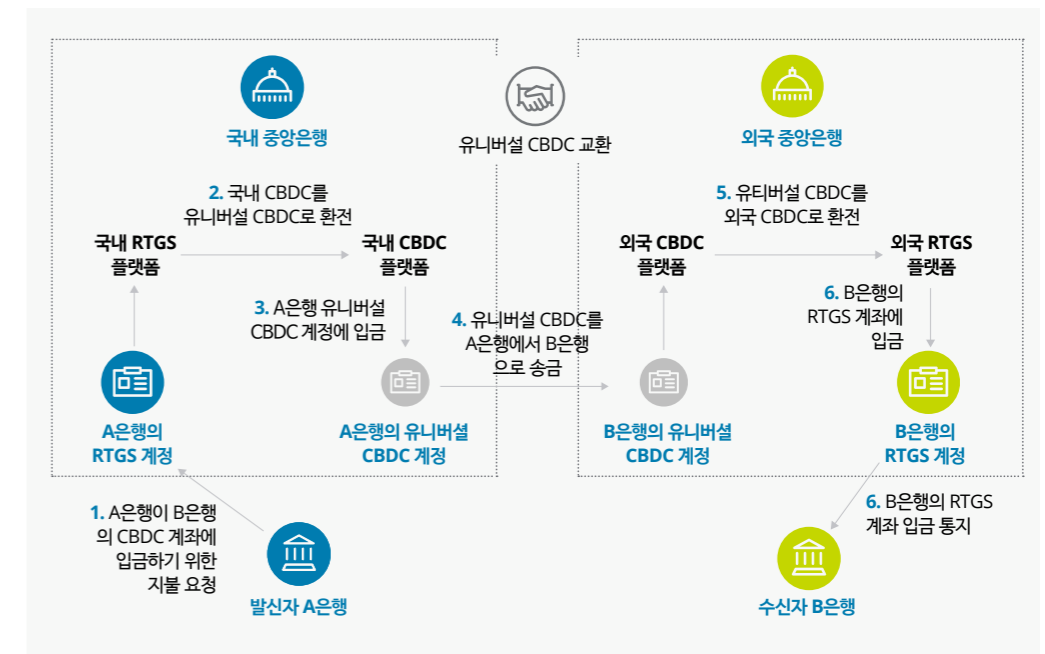 국내 중앙은행
유니버설 CBDC 교환
외국 중앙은행
2. 국내 CBDC를
유니버설 CBDC로 환전
5. 유티버설 CBDC를
외국 CBDC로 환전
국내 RTGS
플랫폼
국내 CBDC
플랫폼
외국 CBDC
플랫폼
외국 RTGS
플랫폼
3. A은행 유니버설
CBDC 계정에 입금
4. 유니버설 CBDC를
A은행에서 B은행
으로 송금
6. B은행의
RTGS 계좌에
입금
A은행의
RTGS 계정
A은행의 유니버셜
CBDC 계정
B은행의 유니버셜
CBDC 계정
B은행의
RTGS 계정
1. A은행이 B은행
의 CBDC 계좌에
입금하기 위한
지불 요청
발신자 A은행
6. B은행의 RTGS
계좌 입금 통지
수신자 B은행